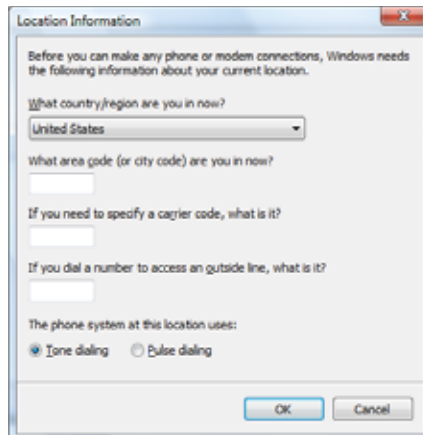 Location Information
Before you can make any phone or modem connections, Windows needs
the following information about your current location.
What country/region are you in now?
United States
What area code (or city code) are you in now?
If you need to specify a carrier code, what is it?
If you dial a number to access an outside line, what is it?
The phone system at this location uses:
Tone dialing Pulse dialing
OK Cancel